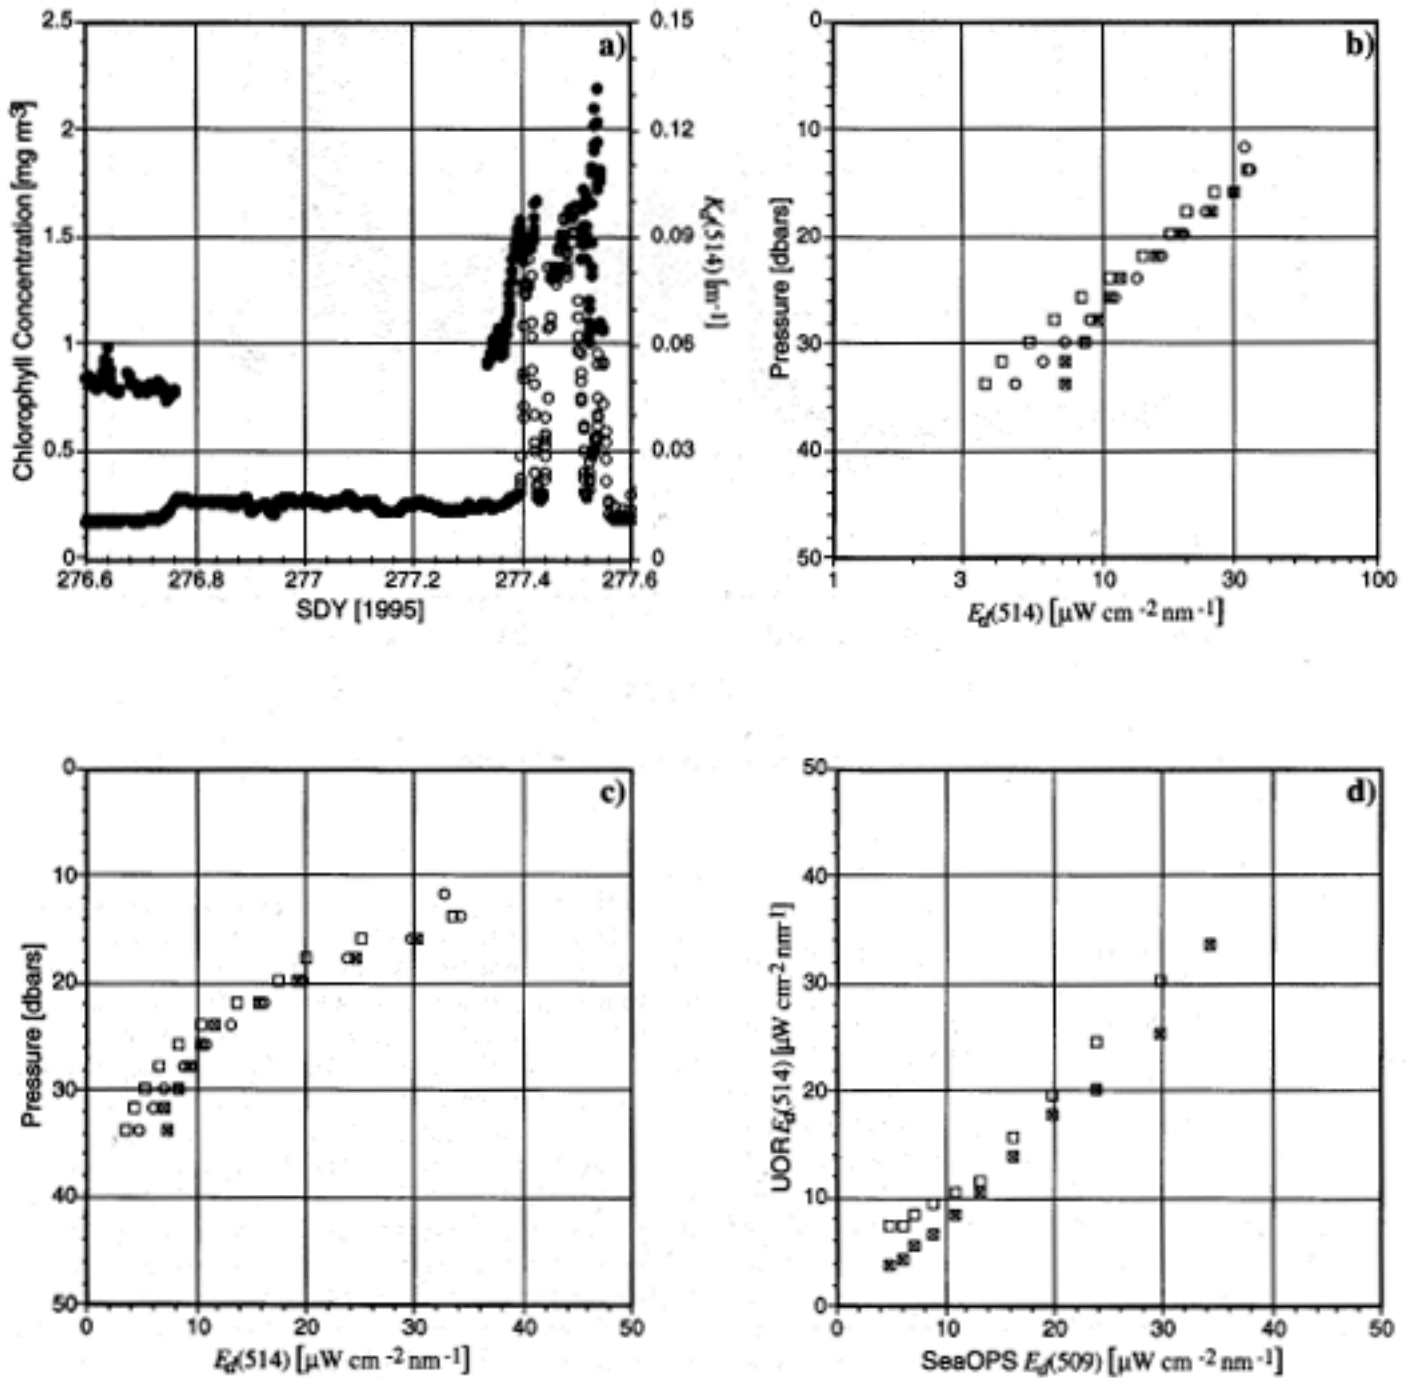 a)
2.5
2
1.5
1
0.5
0
Chlorophyll Concentration [mg m-3]
0.15
0.12
0.09
0.06
0.03
0
Kd(514) [m-1]
276.6 276.8 277 277.2 277.4 277.6
SDY [1995]
b)
0
10
20
30
40
50
Pressure [dbars]
1 3 10 30 100
Ed(514) [µW cm-2 nm-1]
c)
0
10
20
30
40
50
Pressure [dbars]
0 10 20 30 40 50
Ed(514) [µW cm-2 nm-1]
d)
50
40
30
20
10
0
UOR Ed(514) [µW cm-2 nm-1]
0 10 20 30 40 50
SeaOPS Ed(509) [µW cm-2 nm-1]